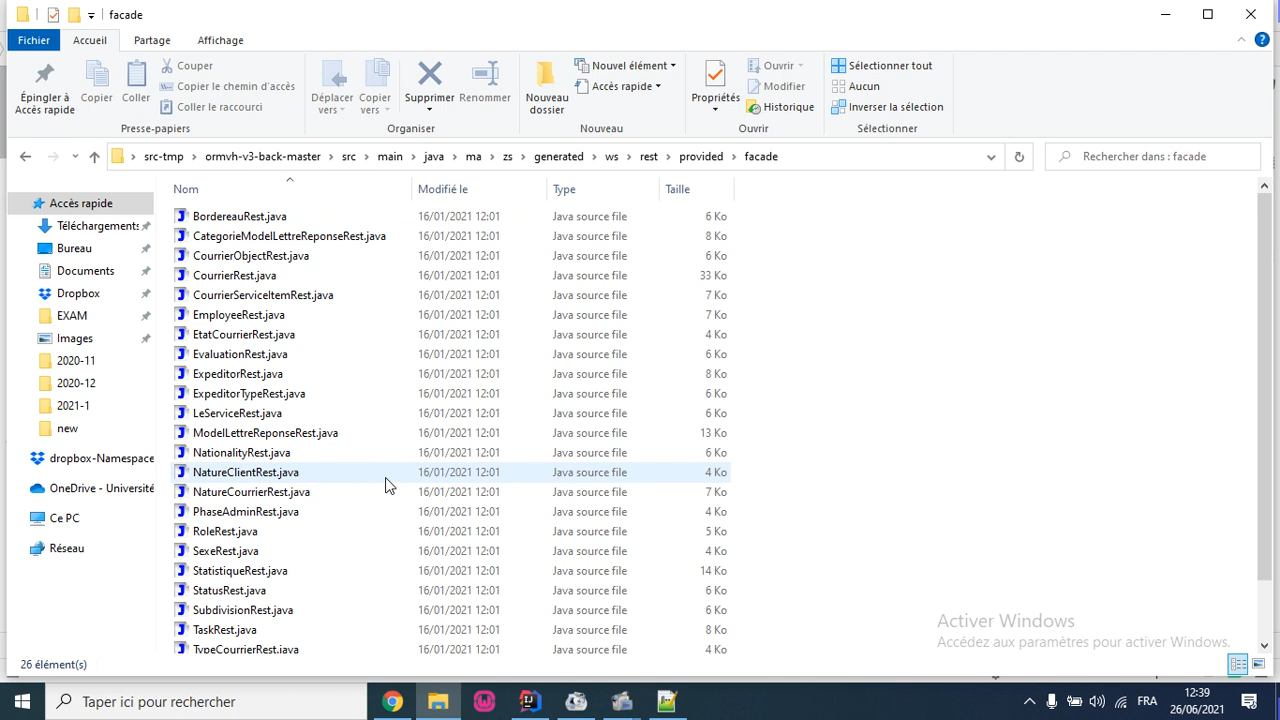 facade
Fichier Accueil Partage Affichage
Épingler à Accès rapide
Copier
Coller
Couper
Copier le chemin d'accès
Coller le raccourci
Presse-papiers
Déplacer vers
Copier vers
Supprimer
Renommer
Organiser
Nouveau dossier
Nouvel élément
Accès rapide
Nouveau
Propriétés
Ouvrir
Modifier
Historique
Ouvrir
Sélectionner tout
Aucun
Inverser la sélection
Sélectionner
src-tmp › ormvh-v3-back-master › src › main › java › ma › zs › generated › ws › rest › provided › facade
Rechercher dans : facade
Accès rapide
Téléchargements
Bureau
Documents
Dropbox
EXAM
Images
2020-11
2020-12
2021-1
new
dropbox-Namespace
OneDrive - Université
Ce PC
Réseau
Nom Modifié le Type Taille
BordereauRest.java 16/01/2021 12:01 Java source file 6 Ko
CategorieModelLettreReponseRest.java 16/01/2021 12:01 Java source file 8 Ko
CourrierObjectRest.java 16/01/2021 12:01 Java source file 6 Ko
CourrierRest.java 16/01/2021 12:01 Java source file 33 Ko
CourrierServiceItemRest.java 16/01/2021 12:01 Java source file 7 Ko
EmployeeRest.java 16/01/2021 12:01 Java source file 7 Ko
EtatCourrierRest.java 16/01/2021 12:01 Java source file 4 Ko
EvaluationRest.java 16/01/2021 12:01 Java source file 6 Ko
ExpeditorRest.java 16/01/2021 12:01 Java source file 8 Ko
ExpeditorTypeRest.java 16/01/2021 12:01 Java source file 6 Ko
LeServiceRest.java 16/01/2021 12:01 Java source file 6 Ko
ModelLettreReponseRest.java 16/01/2021 12:01 Java source file 13 Ko
NationalityRest.java 16/01/2021 12:01 Java source file 6 Ko
NatureClientRest.java 16/01/2021 12:01 Java source file 4 Ko
NatureCourrierRest.java 16/01/2021 12:01 Java source file 7 Ko
PhaseAdminRest.java 16/01/2021 12:01 Java source file 4 Ko
RoleRest.java 16/01/2021 12:01 Java source file 5 Ko
SexeRest.java 16/01/2021 12:01 Java source file 4 Ko
StatistiqueRest.java 16/01/2021 12:01 Java source file 14 Ko
StatusRest.java 16/01/2021 12:01 Java source file 6 Ko
SubdivisionRest.java 16/01/2021 12:01 Java source file 6 Ko
TaskRest.java 16/01/2021 12:01 Java source file 8 Ko
TypeCourrierRest.java 16/01/2021 12:01 Java source file 4 Ko
Activer Windows
Accédez aux paramètres pour activer Windows.
26 élément(s)
Taper ici pour rechercher
FRA
12:39
26/06/2021